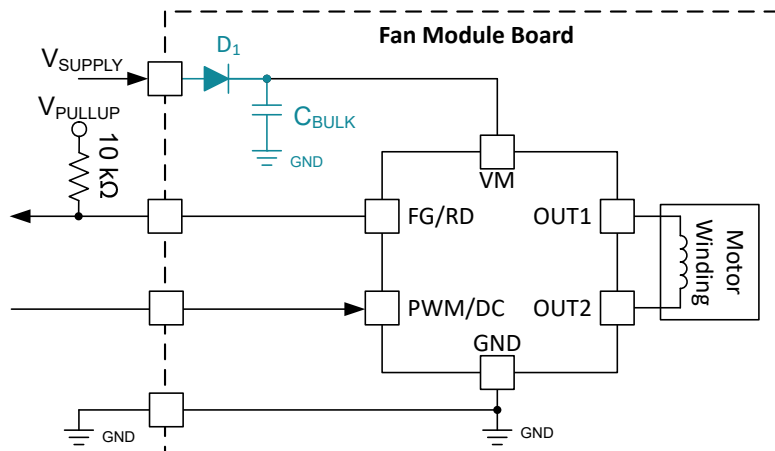 Fan Module Board
D1
VSUPPLY
VPULLUP
CBULK
10 kΩ
GND
VM
FG/RD
OUT1
Motor
Winding
PWM/DC
OUT2
GND
GND
GND